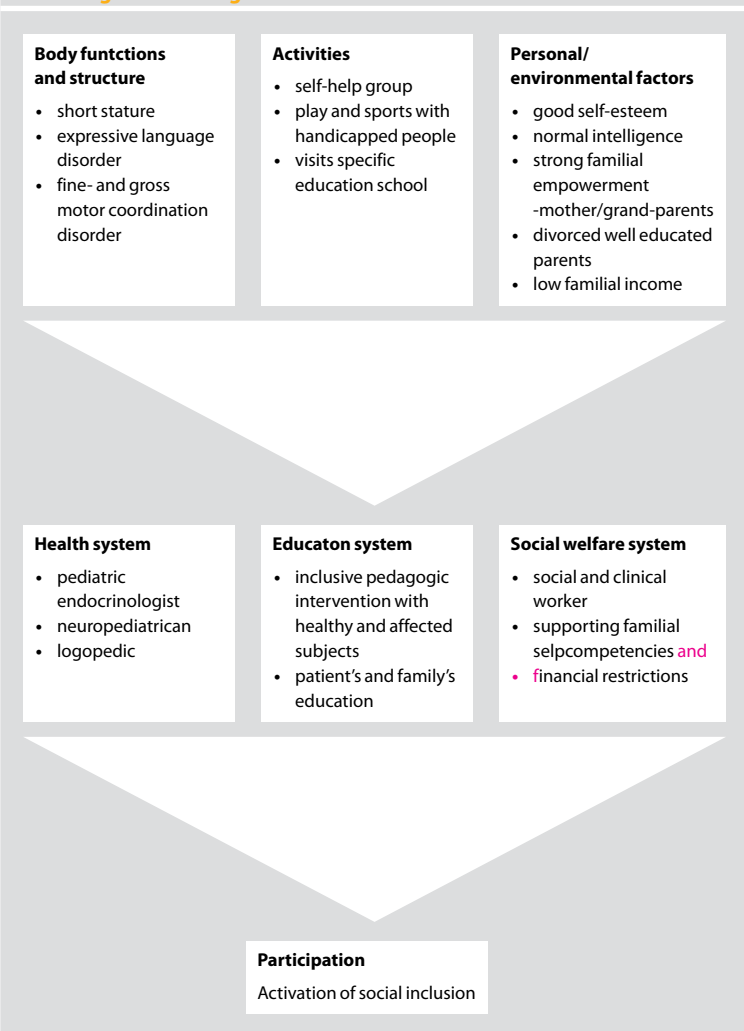 Body funtctions
and structure
• short stature
• expressive language
disorder
• fine- and gross
motor coordination
disorder
Activities
• self-help group
• play and sports with
handicapped people
• visits specific
education school
Personal/
environmental factors
• good self-esteem
• normal intelligence
• strong familial
empowerment
-mother/grand-parents
• divorced well educated
parents
• low familial income
Health system
• pediatric
endocrinologist
• neuropediatrican
• logopedic
Educaton system
• inclusive pedagogic
intervention with
healthy and affected
subjects
• patient's and family's
education
Social welfare system
• social and clinical
worker
• supporting familial
selpcompetencies and
• financial restrictions
Participation
Activation of social inclusion